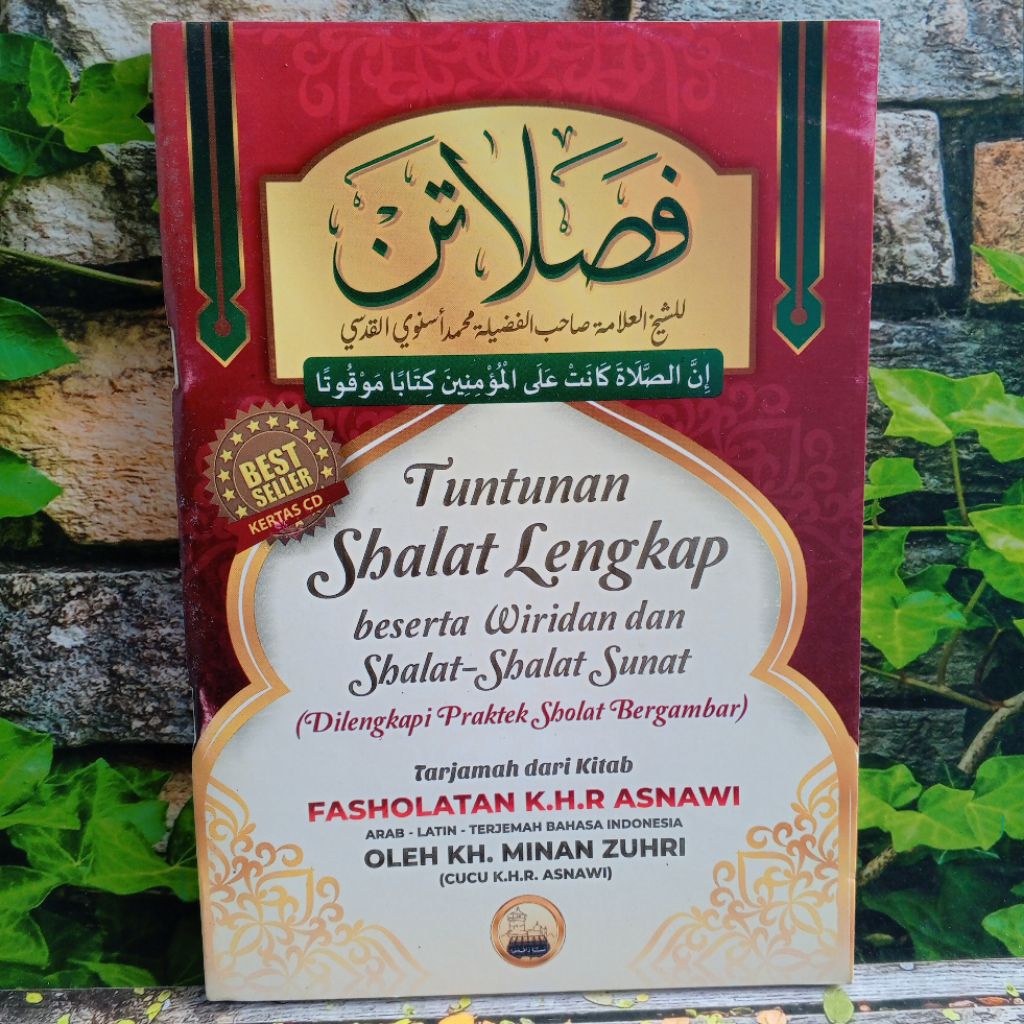 فَصَلَاتَنْ
للشيخ العلامة صاحب الفضيلة محمد أسنوي القدسي
إِنَّ الصَّلَاةَ كَانَتْ عَلَى الْمُؤْمِنِينَ كِتَابًا مَوْقُوتًا
BEST
SELLER
KERTAS CD
Tuntunan
Shalat Lengkap
beserta Wiridan dan
Shalat-Shalat Sunat
(Dilengkapi Praktek Sholat Bergambar)
Tarjamah dari Kitab
FASHOLATAN K.H.R ASNAWI
ARAB - LATIN - TERJEMAH BAHASA INDONESIA
OLEH KH. MINAN ZUHRI
(CUCU K.H.R. ASNAWI)